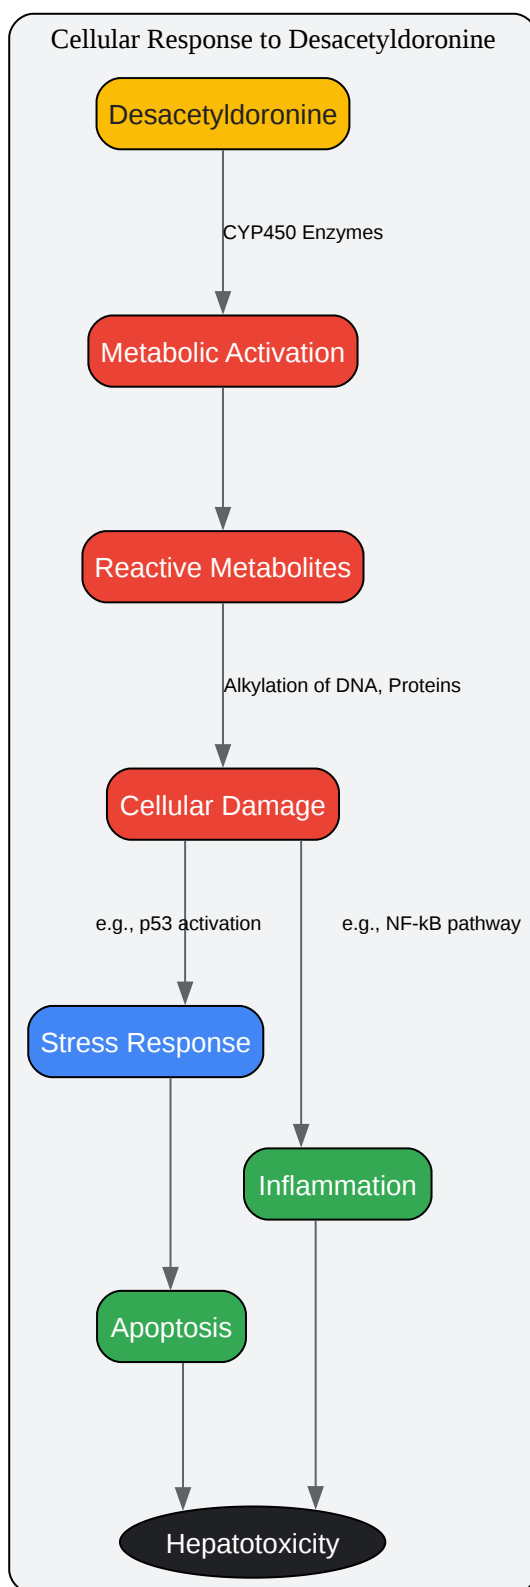 Cellular Response to Desacetyldoronine
Desacetyldoronine
CYP450 Enzymes
Metabolic Activation
Reactive Metabolites
Alkylation of DNA, Proteins
Cellular Damage
e.g., p53 activation
e.g., NF-kB pathway
Stress Response
Inflammation
Apoptosis
Hepatotoxicity